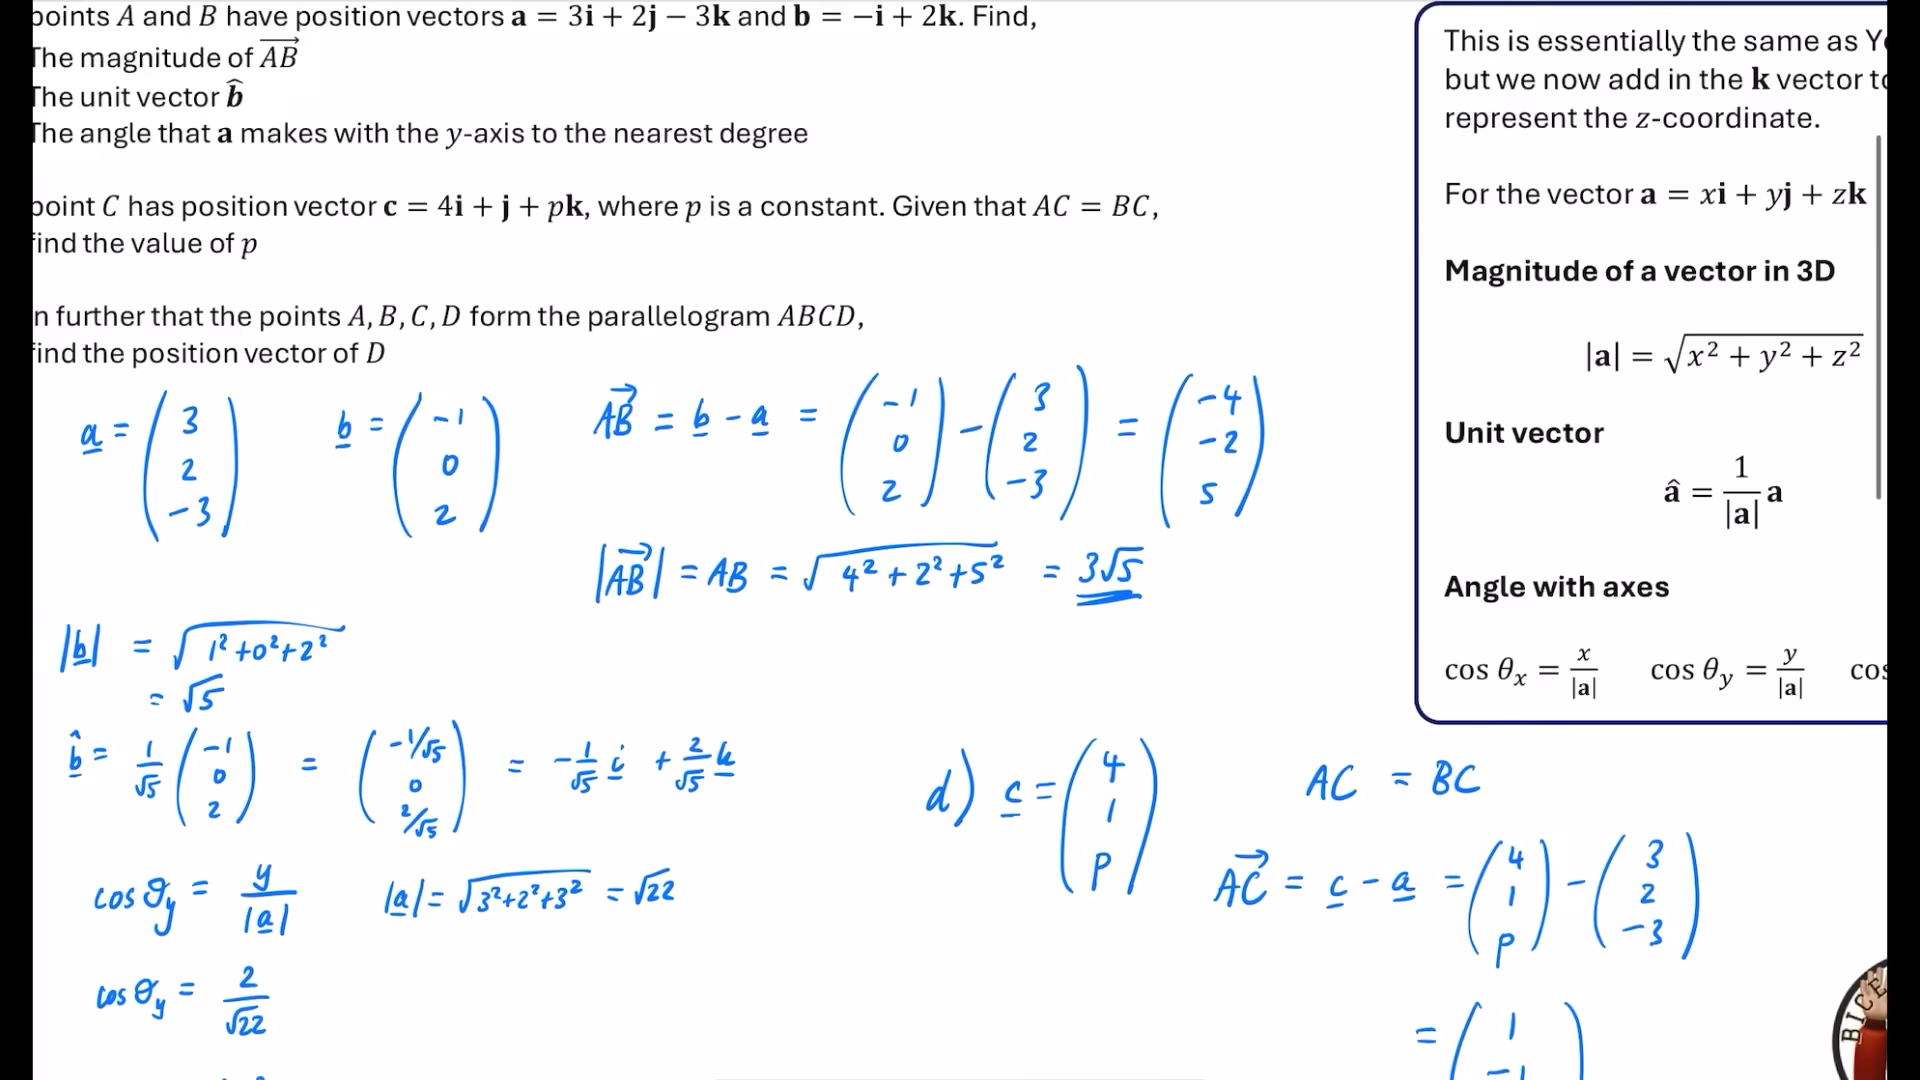 points A and B have position vectors a = 3i + 2j − 3k and b = −i + 2k. Find,
The magnitude of AB→
The unit vector b̂
The angle that a makes with the y-axis to the nearest degree
point C has position vector c = 4i + j + pk, where p is a constant. Given that AC = BC,
find the value of p
n further that the points A, B, C, D form the parallelogram ABCD,
find the position vector of D
This is essentially the same as Y
but we now add in the k vector to
represent the z-coordinate.
For the vector a = xi + yj + zk
Magnitude of a vector in 3D
|a| = √(x² + y² + z²)
Unit vector
â = 1/|a| a
Angle with axes
cos θx = x/|a| cos θy = y/|a| cos
a = (3 2 −3) b = (−1 0 2) AB→ = b − a = (−1 0 2) − (3 2 −3) = (−4 −2 5)
|AB→| = AB = √(4² + 2² + 5²) = 3√5
|b| = √(1² + 0² + 2²)
= √5
b̂ = 1/√5 (−1 0 2) = (−1/√5 0 2/√5) = −1/√5 i + 2/√5 k
cos θy = y/|a| |a| = √(3² + 2² + 3²) = √22
cos θy = 2/√22
d) c = (4 1 p) AC = BC
AC→ = c − a = (4 1 p) − (3 2 −3)
= (1 −1
BICE